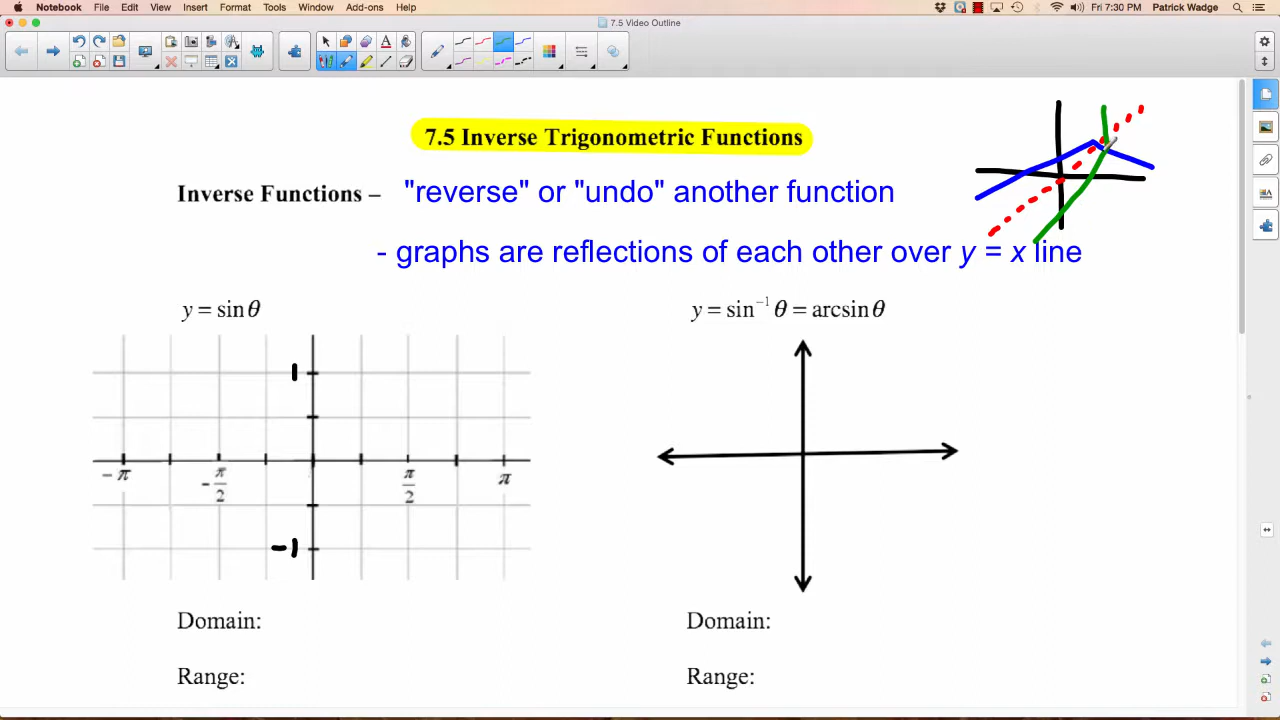 Notebook File Edit View Insert Format Tools Window Add-ons Help Fri 7:30 PM Patrick Wadge
7.5 Video Outline
7.5 Inverse Trigonometric Functions
Inverse Functions – "reverse" or "undo" another function
- graphs are reflections of each other over y = x line
y = sin θ
y = sin⁻¹ θ = arcsin θ
1
– π
- π/2
π/2
π
-1
Domain:
Domain:
Range:
Range: